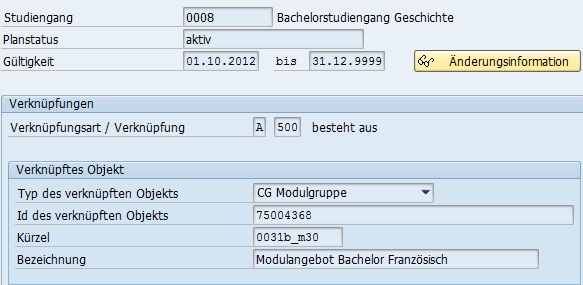 Studiengang 0008 Bachelorstudiengang Geschichte
Planstatus aktiv
Gültigkeit 01.10.2012 bis 31.12.9999 Änderungsinformation
Verknüpfungen
Verknüpfungsart / Verknüpfung A 500 besteht aus
Verknüpftes Objekt
Typ des verknüpften Objekts CG Modulgruppe
Id des verknüpften Objekts 75004368
Kürzel 0031b_m30
Bezeichnung Modulangebot Bachelor Französisch